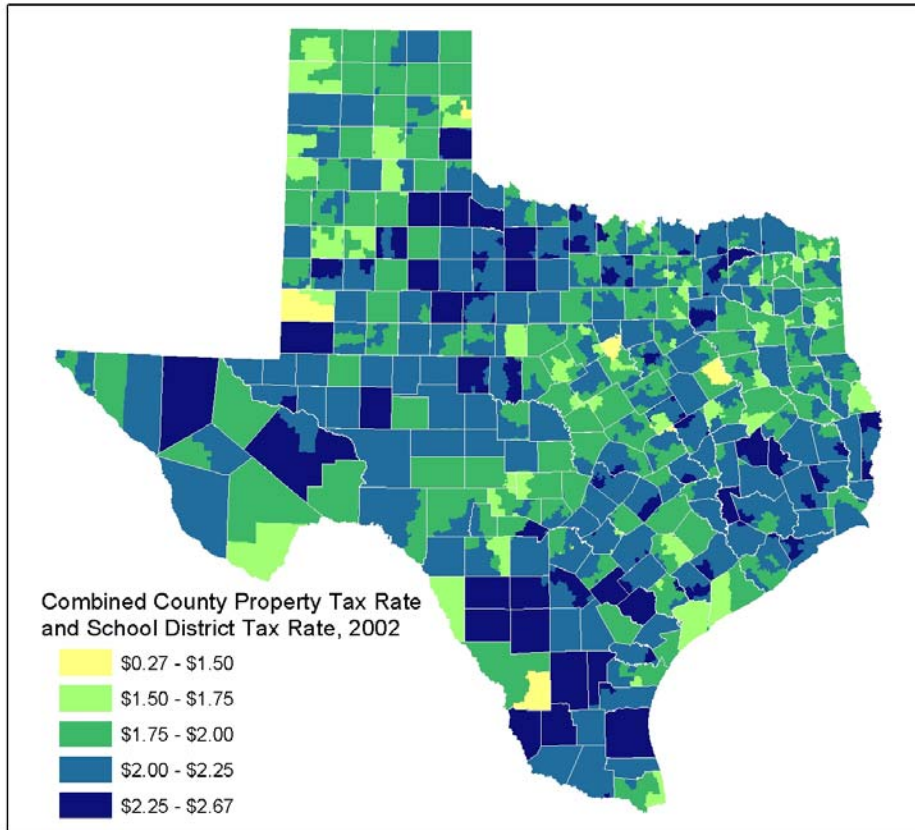 Combined County Property Tax Rate
and School District Tax Rate, 2002
$0.27 - $1.50
$1.50 - $1.75
$1.75 - $2.00
$2.00 - $2.25
$2.25 - $2.67